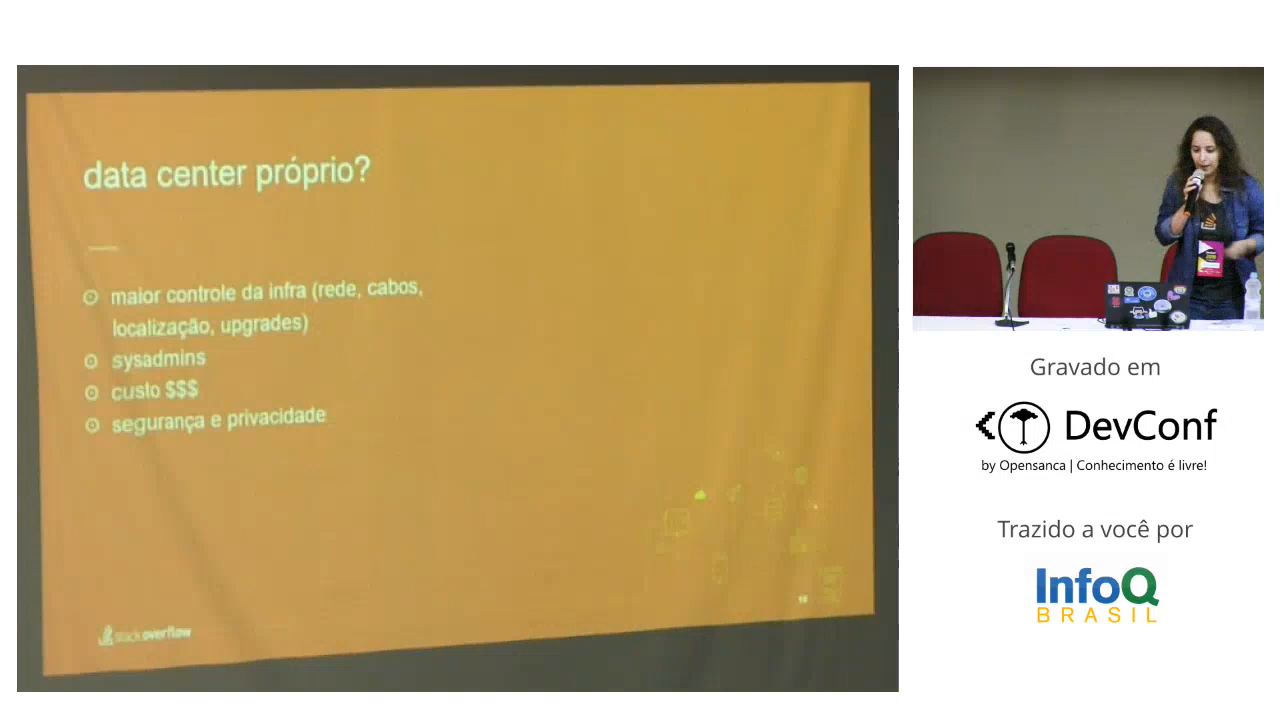 data center próprio?
maior controle da infra (rede, cabos,
localização, upgrades)
sysadmins
custo $$$
segurança e privacidade
stack overflow
Gravado em
DevConf
by Opensanca | Conhecimento é livre!
Trazido a você por
InfoQ
BRASIL